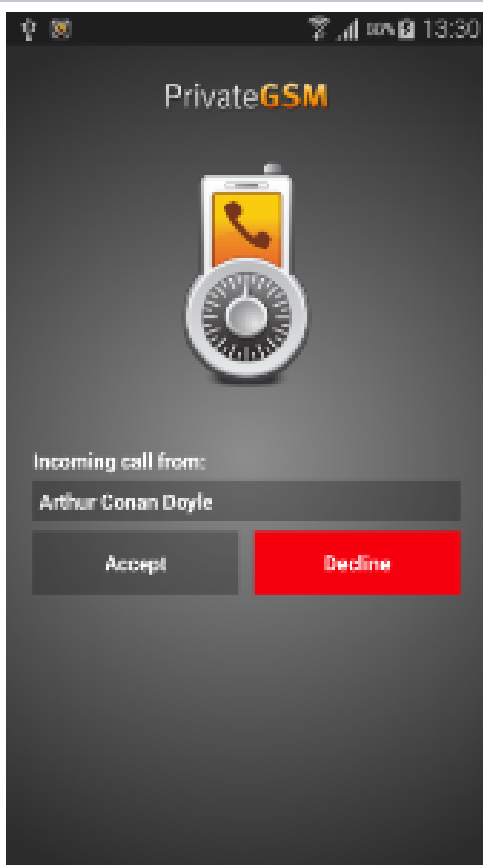 13:30
PrivateGSM
Incoming call from:
Arthur Conan Doyle
Accept
Decline